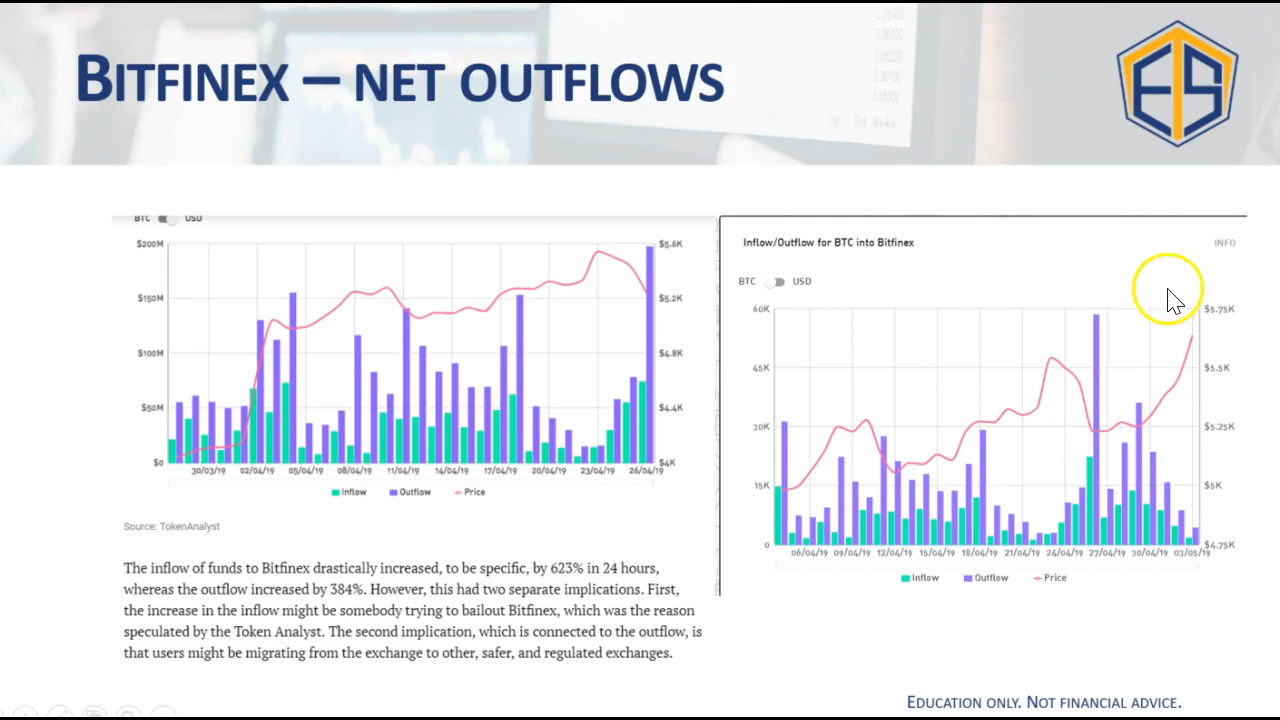 BITFINEX – NET OUTFLOWS
BTC USD
$200M
$150M
$100M
$50M
$0
$5.6K
$5.2K
$4.8K
$4.4K
$4K
30/03/19 02/04/19 05/04/19 08/04/19 11/04/19 14/04/19 17/04/19 20/04/19 23/04/19 26/04/19
Inflow Outflow Price
Source: TokenAnalyst
The inflow of funds to Bitfinex drastically increased, to be specific, by 623% in 24 hours,
whereas the outflow increased by 384%. However, this had two separate implications. First,
the increase in the inflow might be somebody trying to bailout Bitfinex, which was the reason
speculated by the Token Analyst. The second implication, which is connected to the outflow, is
that users might be migrating from the exchange to other, safer, and regulated exchanges.
Inflow/Outflow for BTC into Bitfinex INFO
BTC USD
60K
45K
30K
15K
0
$5.75K
$5.5K
$5.25K
$5K
$4.75K
06/04/19 09/04/19 12/04/19 15/04/19 18/04/19 21/04/19 24/04/19 27/04/19 30/04/19 03/05/19
Inflow Outflow Price
EDUCATION ONLY. NOT FINANCIAL ADVICE.